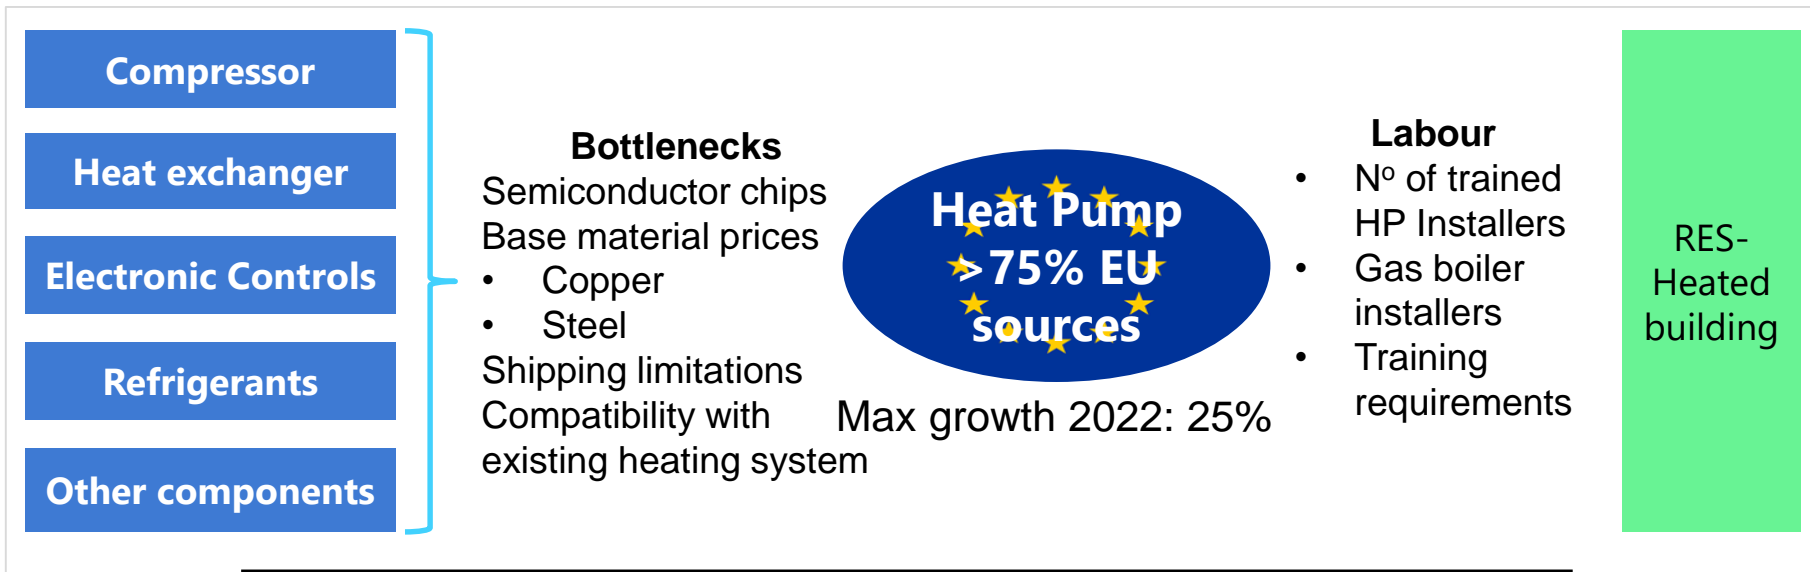 Compressor
Heat exchanger
Electronic Controls
Refrigerants
Other components
Bottlenecks
Semiconductor chips
Base material prices
• Copper
• Steel
Shipping limitations
Compatibility with
existing heating system
Heat Pump
>75% EU
sources
Max growth 2022: 25%
Labour
• Nº of trained
HP Installers
• Gas boiler
installers
• Training
requirements
RES-
Heated
building